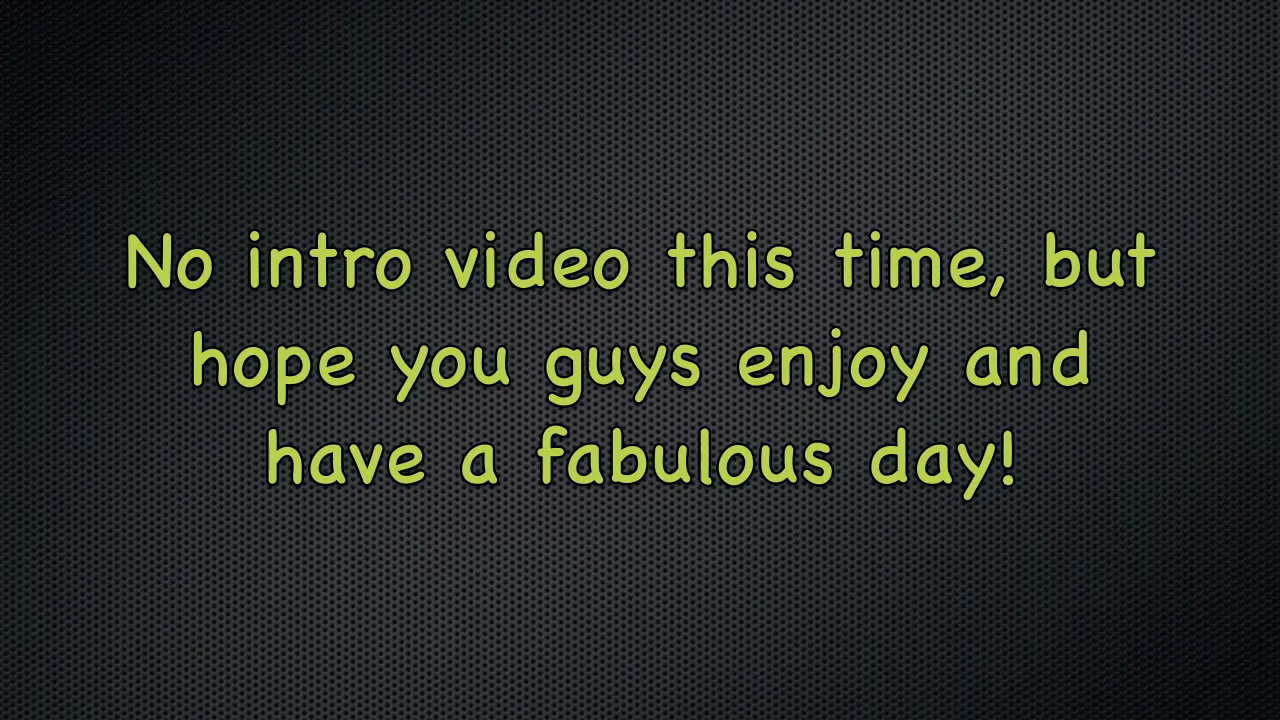 No intro video this time, but
hope you guys enjoy and
have a fabulous day!